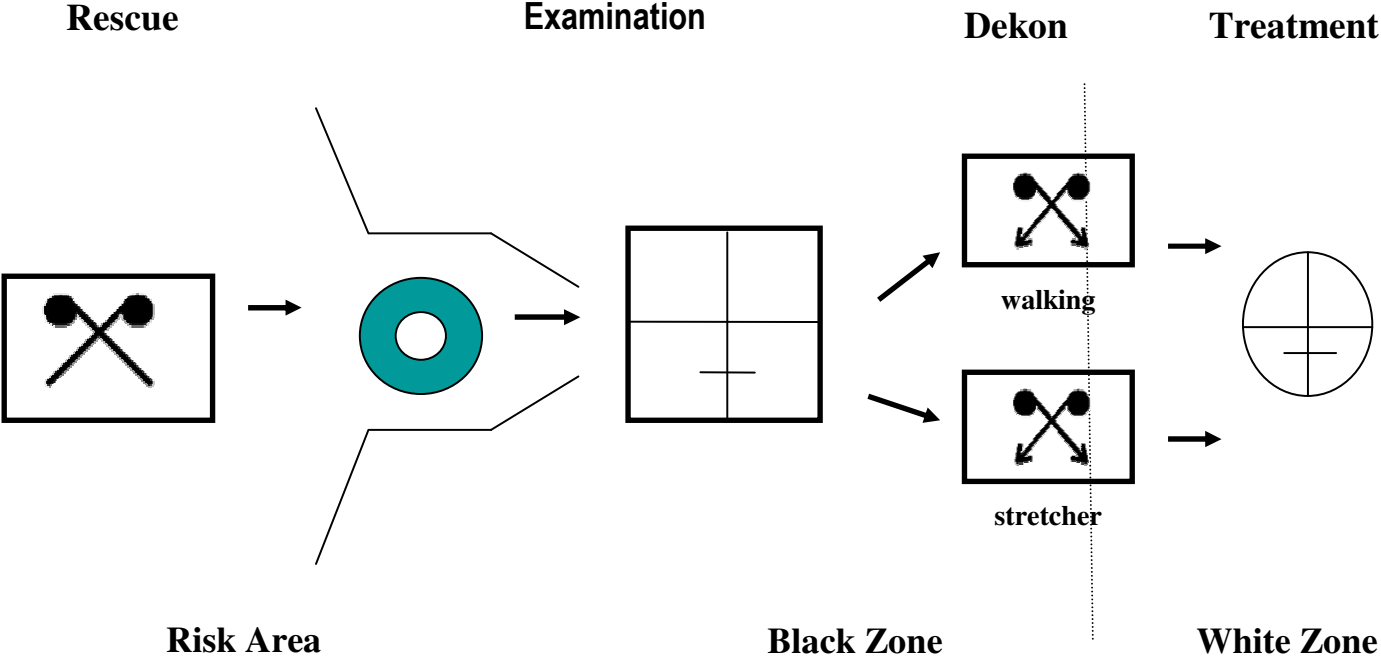 Rescue
Examination
Dekon
Treatment
walking
stretcher
Risk Area
Black Zone
White Zone